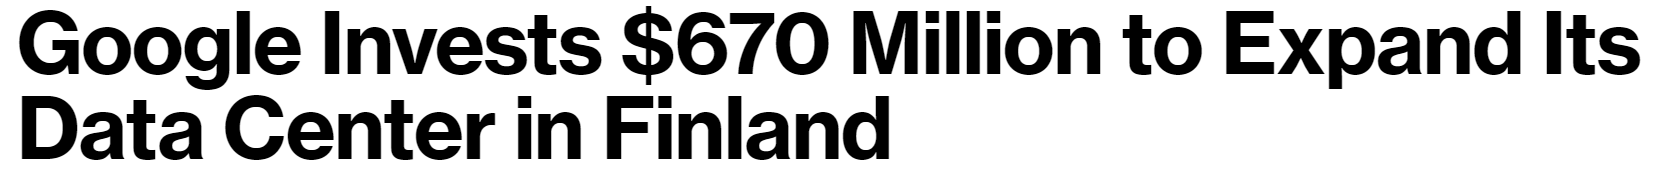 Google Invests $670 Million to Expand Its
Data Center in Finland